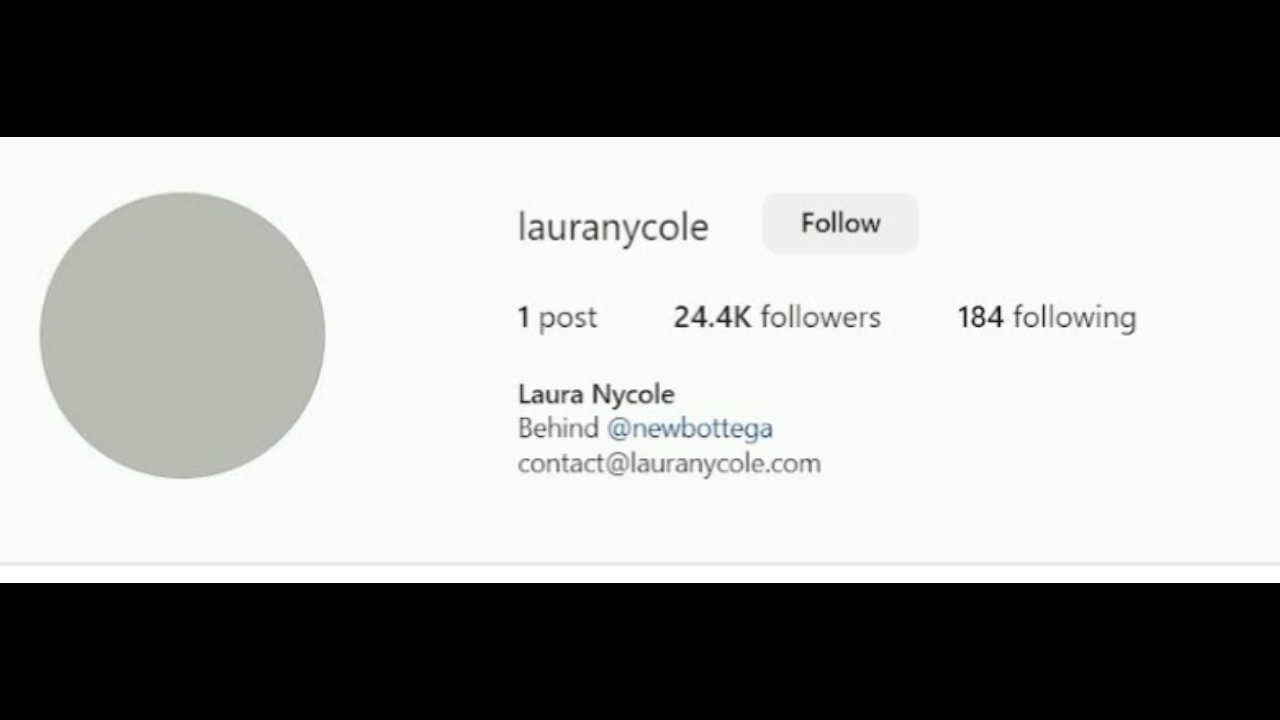 lauranycole Follow
1 post 24.4K followers 184 following
Laura Nycole
Behind @newbottega
contact@lauranycole.com